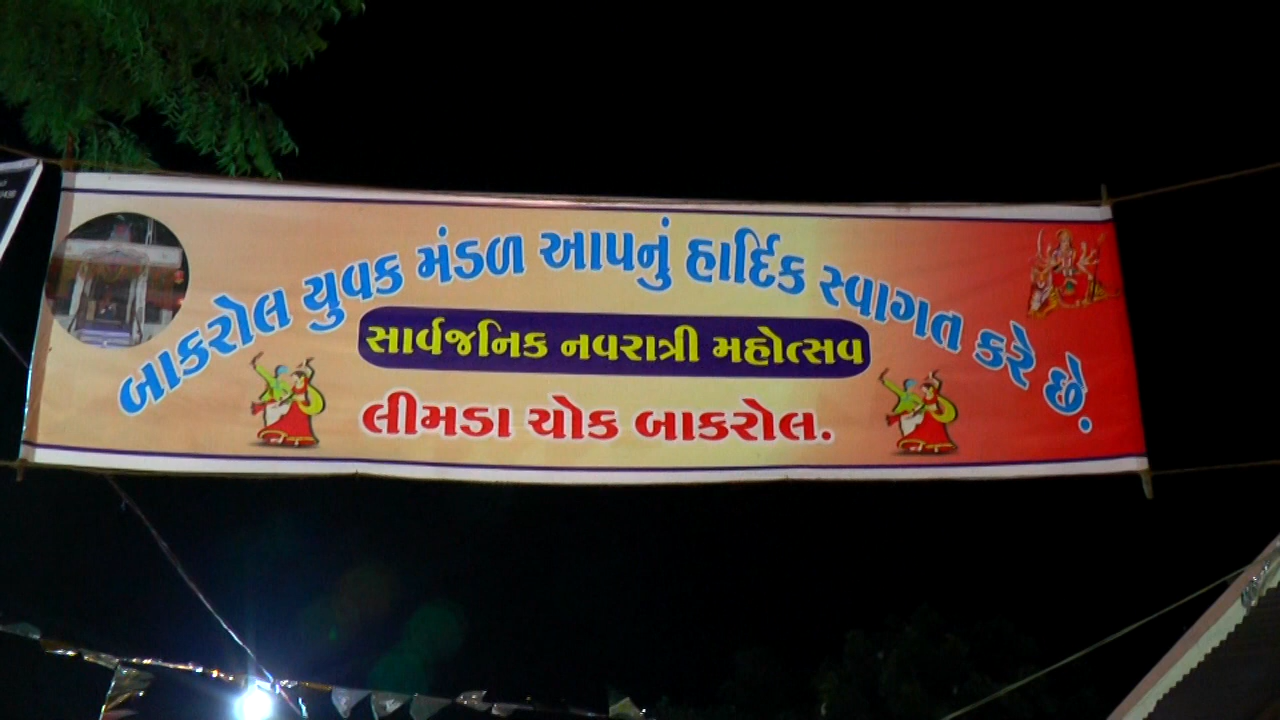 બાકરોલ યુવક મંડળ આપનું હાર્દિક સ્વાગત કરે છે.
સાર્વજનિક નવરાત્રી મહોત્સવ
લીમડા ચોક બાકરોલ.